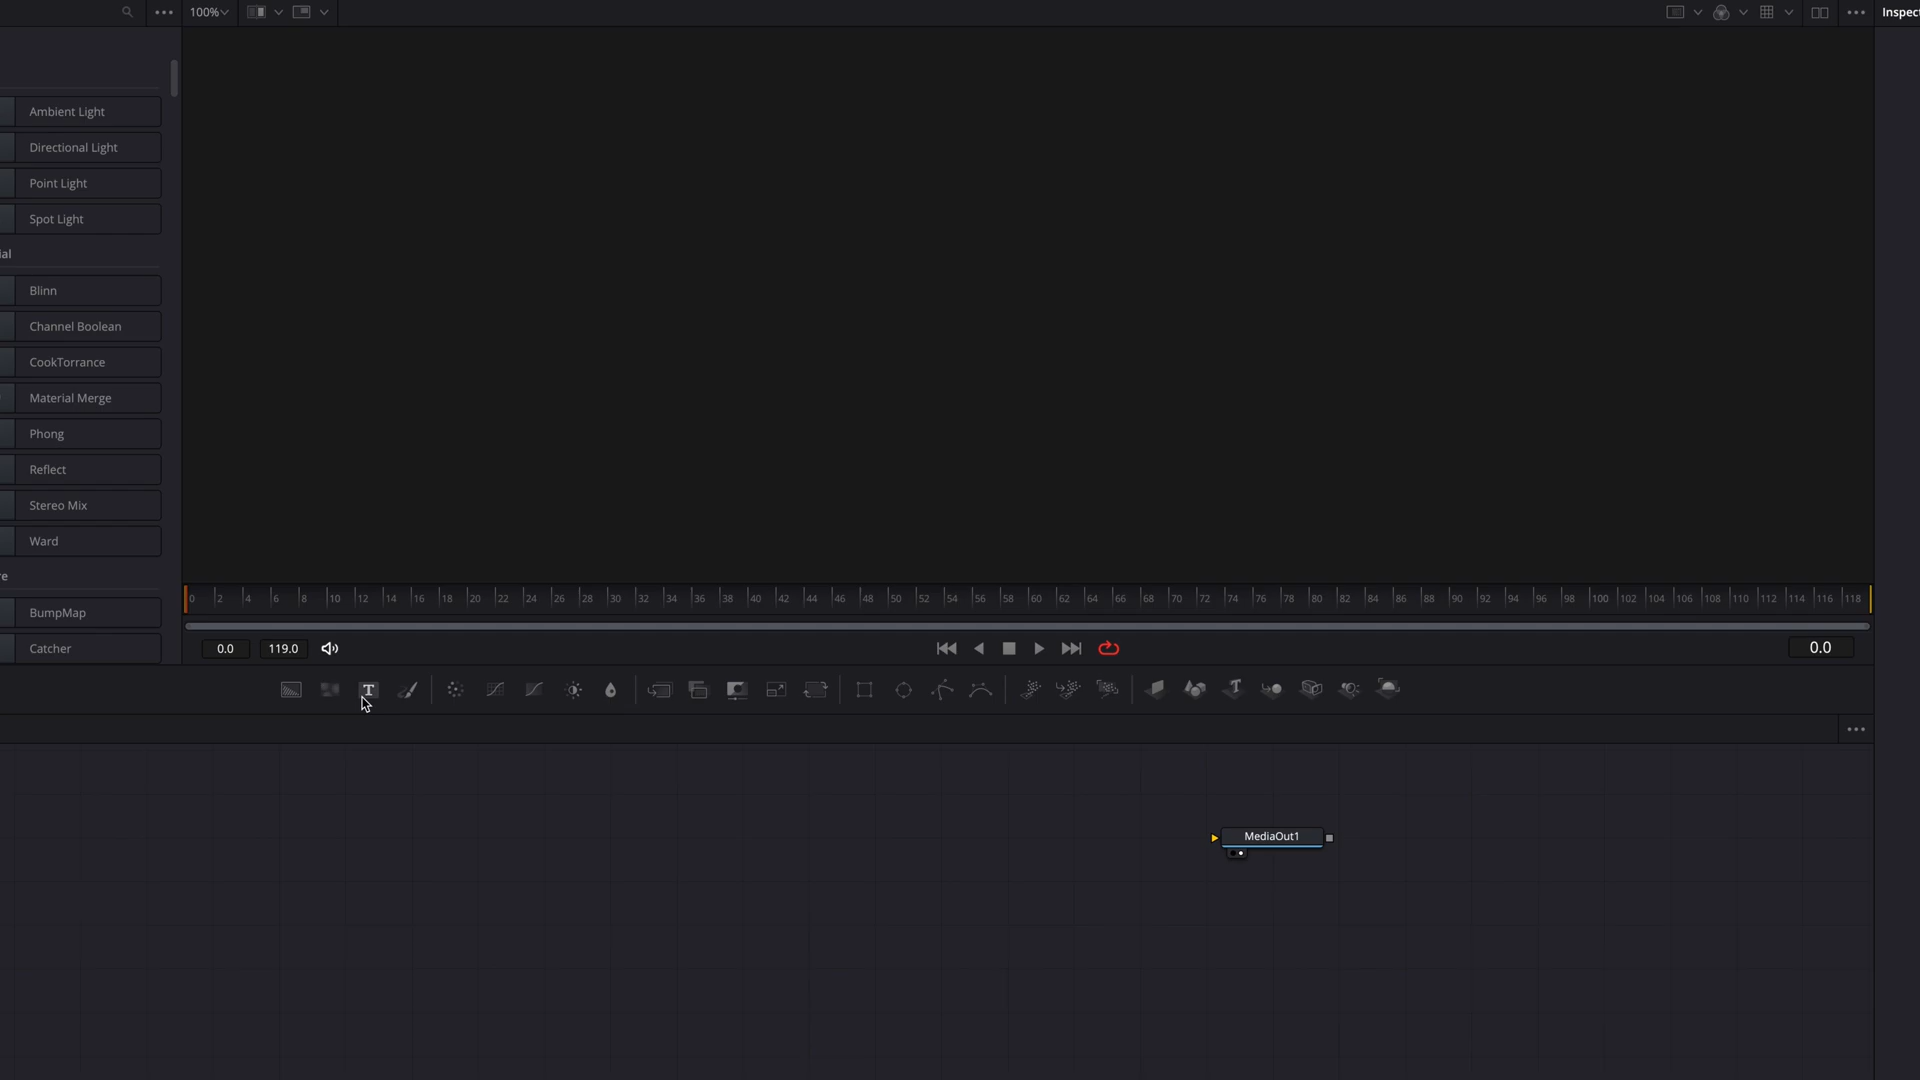 100%
Inspec
Ambient Light
Directional Light
Point Light
Spot Light
ial
Blinn
Channel Boolean
CookTorrance
Material Merge
Phong
Reflect
Stereo Mix
Ward
re
BumpMap
Catcher
0 2 4 6 8 10 12 14 16 18 20 22 24 26 28 30 32 34 36 38 40 42 44 46 48 50 52 54 56 58 60 62 64 66 68 70 72 74 76 78 80 82 84 86 88 90 92 94 96 98 100 102 104 106 108 110 112 114 116 118
0.0 119.0 0.0
T
MediaOut1